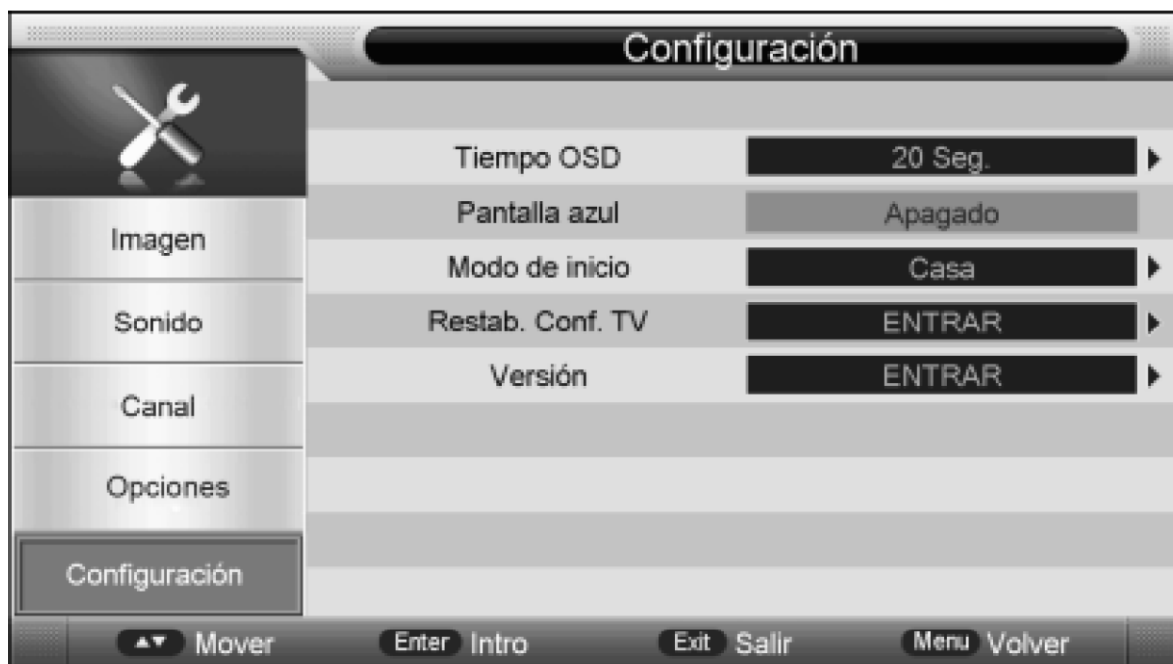 Configuración
Tiempo OSD 20 Seg.
Pantalla azul Apagado
Modo de inicio Casa
Restab. Conf. TV ENTRAR
Versión ENTRAR
Imagen
Sonido
Canal
Opciones
Configuración
Mover Enter Intro Exit Salir Menu Volver